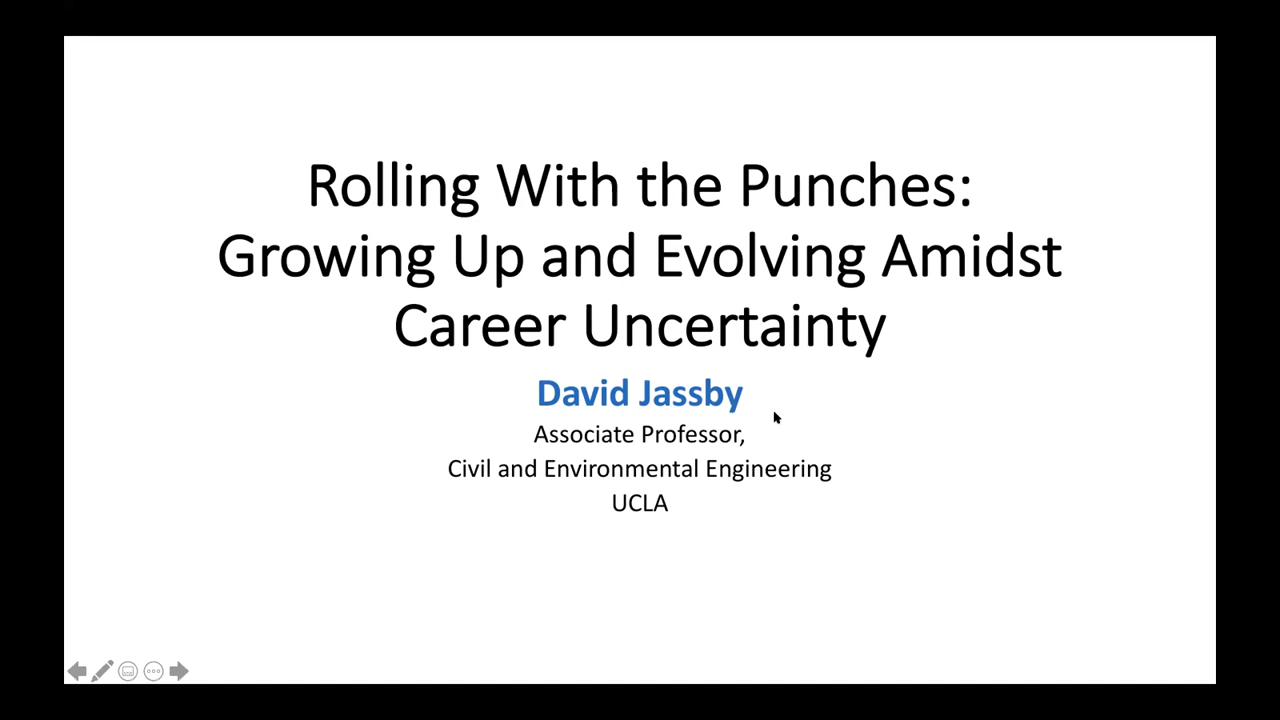 Rolling With the Punches:
Growing Up and Evolving Amidst
Career Uncertainty
David Jassby
Associate Professor,
Civil and Environmental Engineering
UCLA